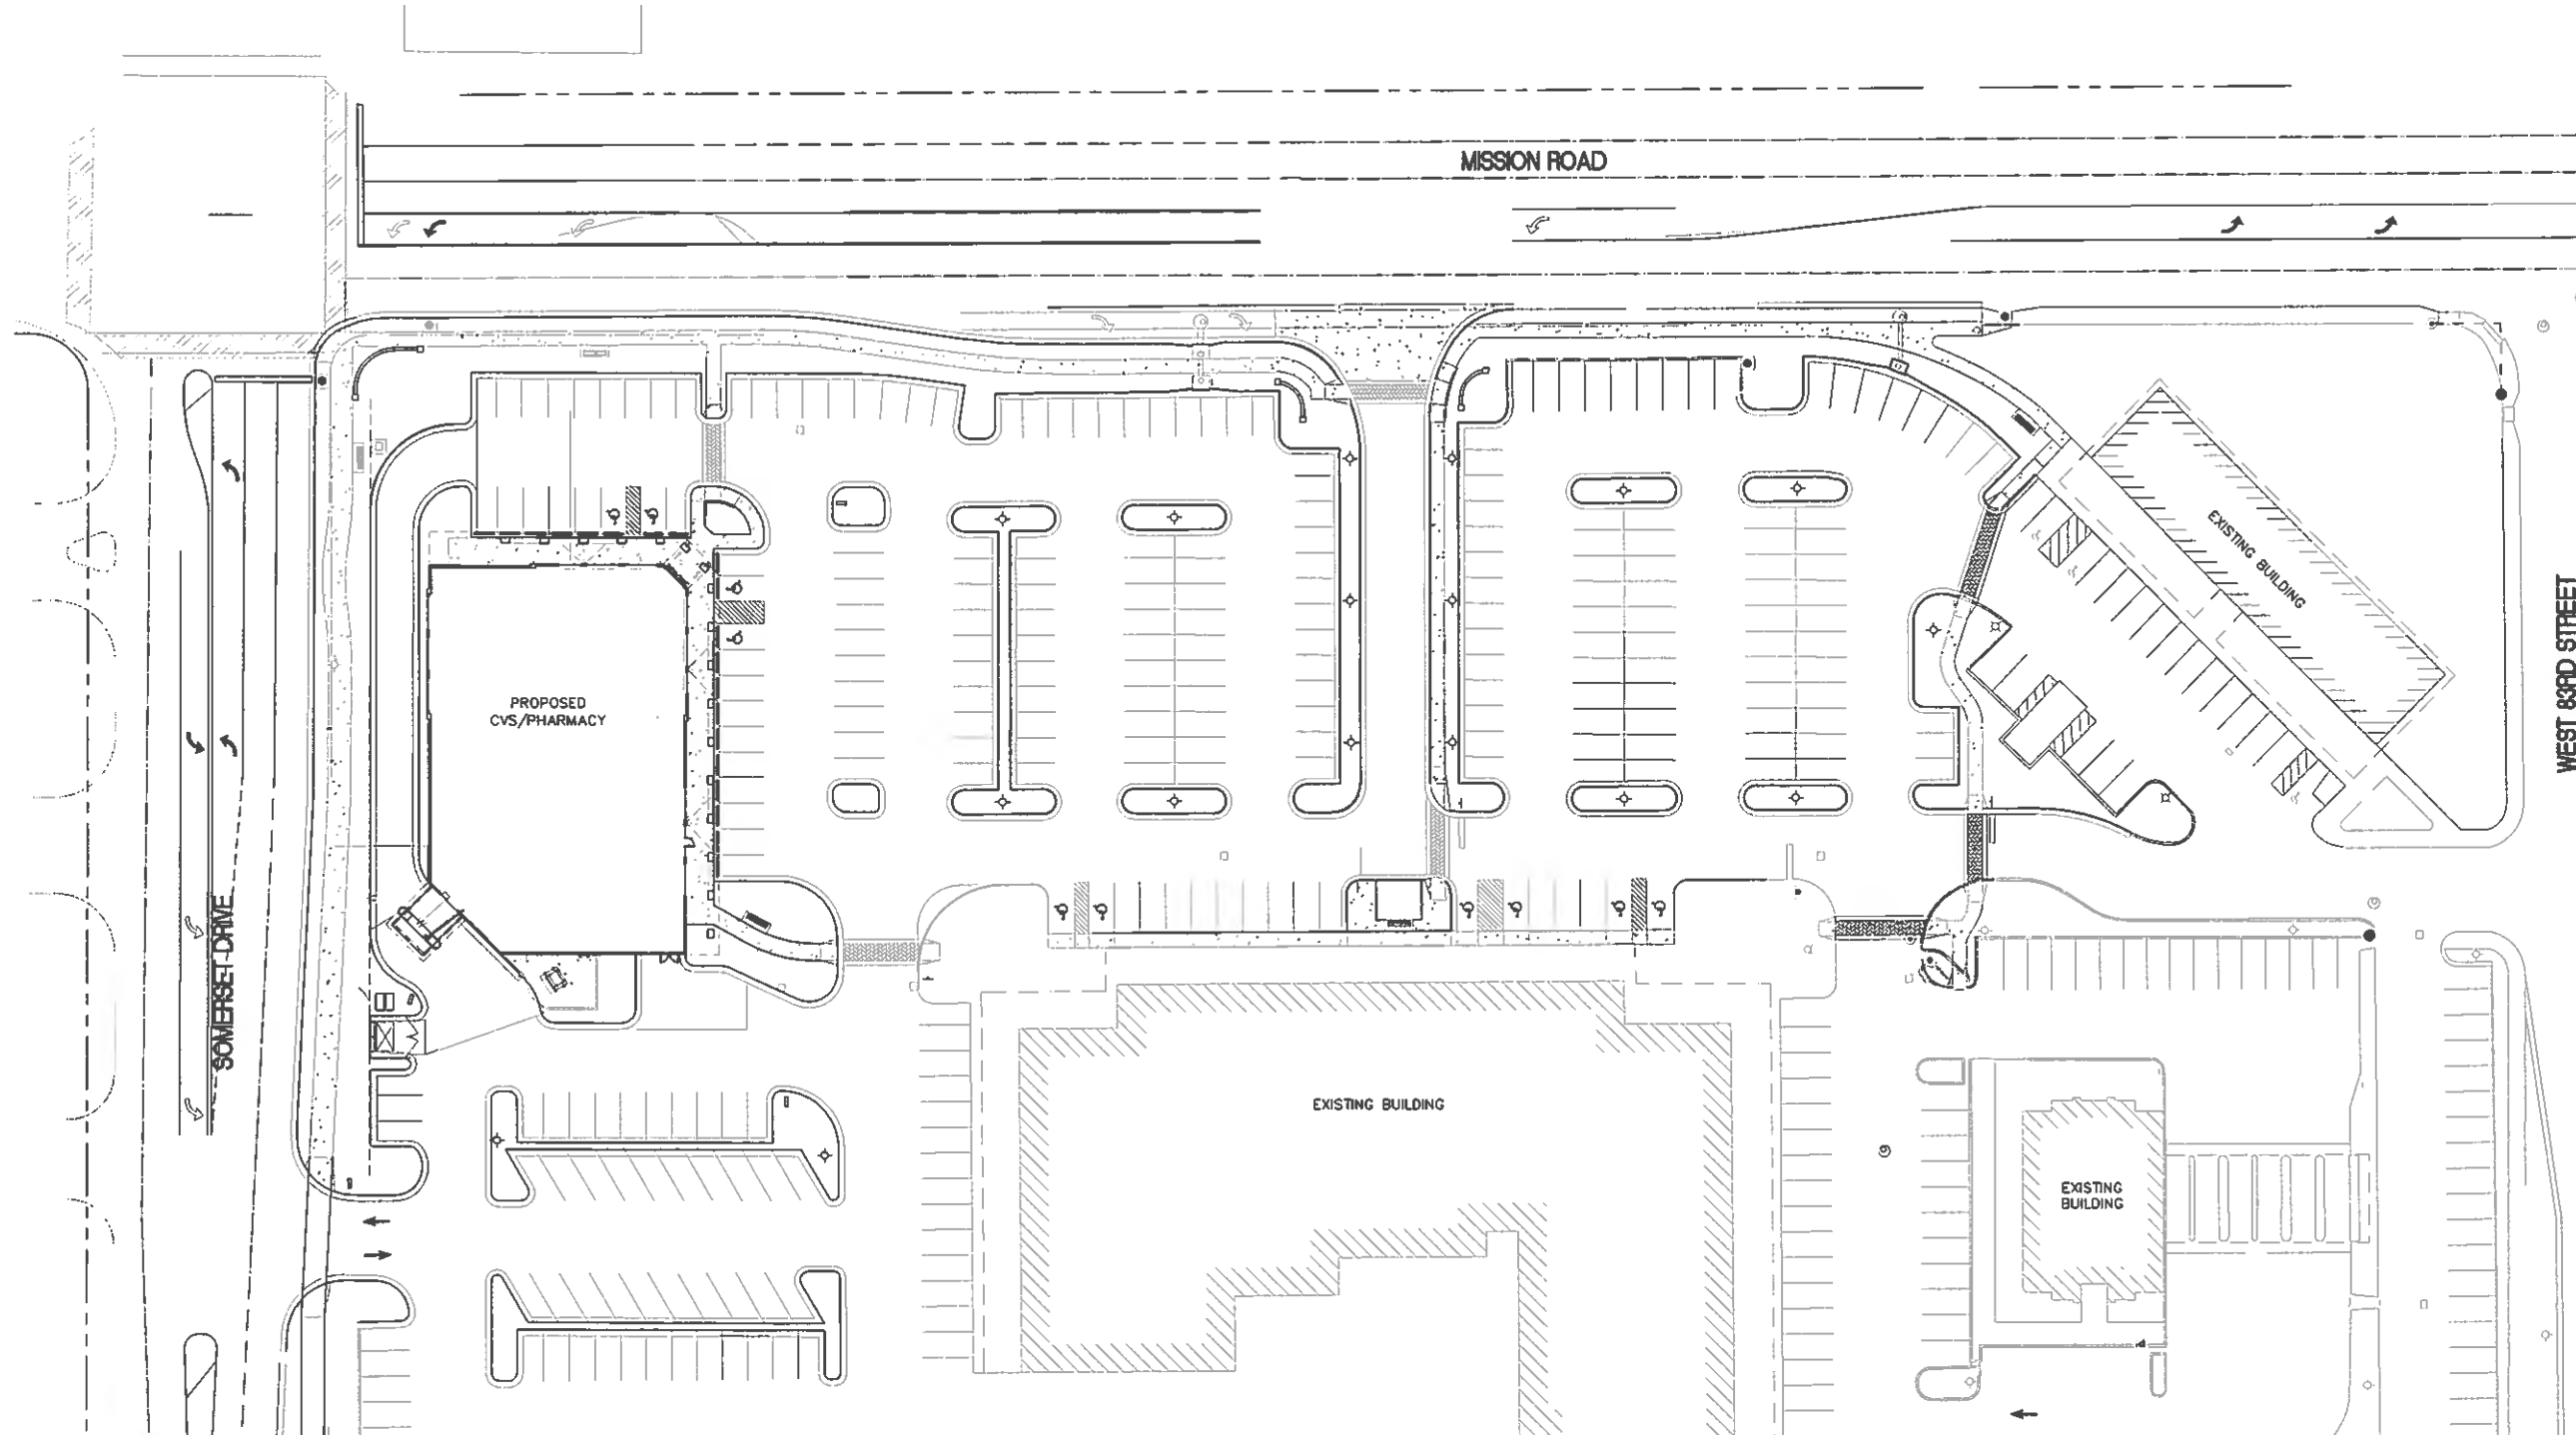 MISSION ROAD
EXISTING BUILDING
WEST 83RD STREET
PROPOSED
CVS/PHARMACY
SOMERSET DRIVE
EXISTING BUILDING
EXISTING
BUILDING